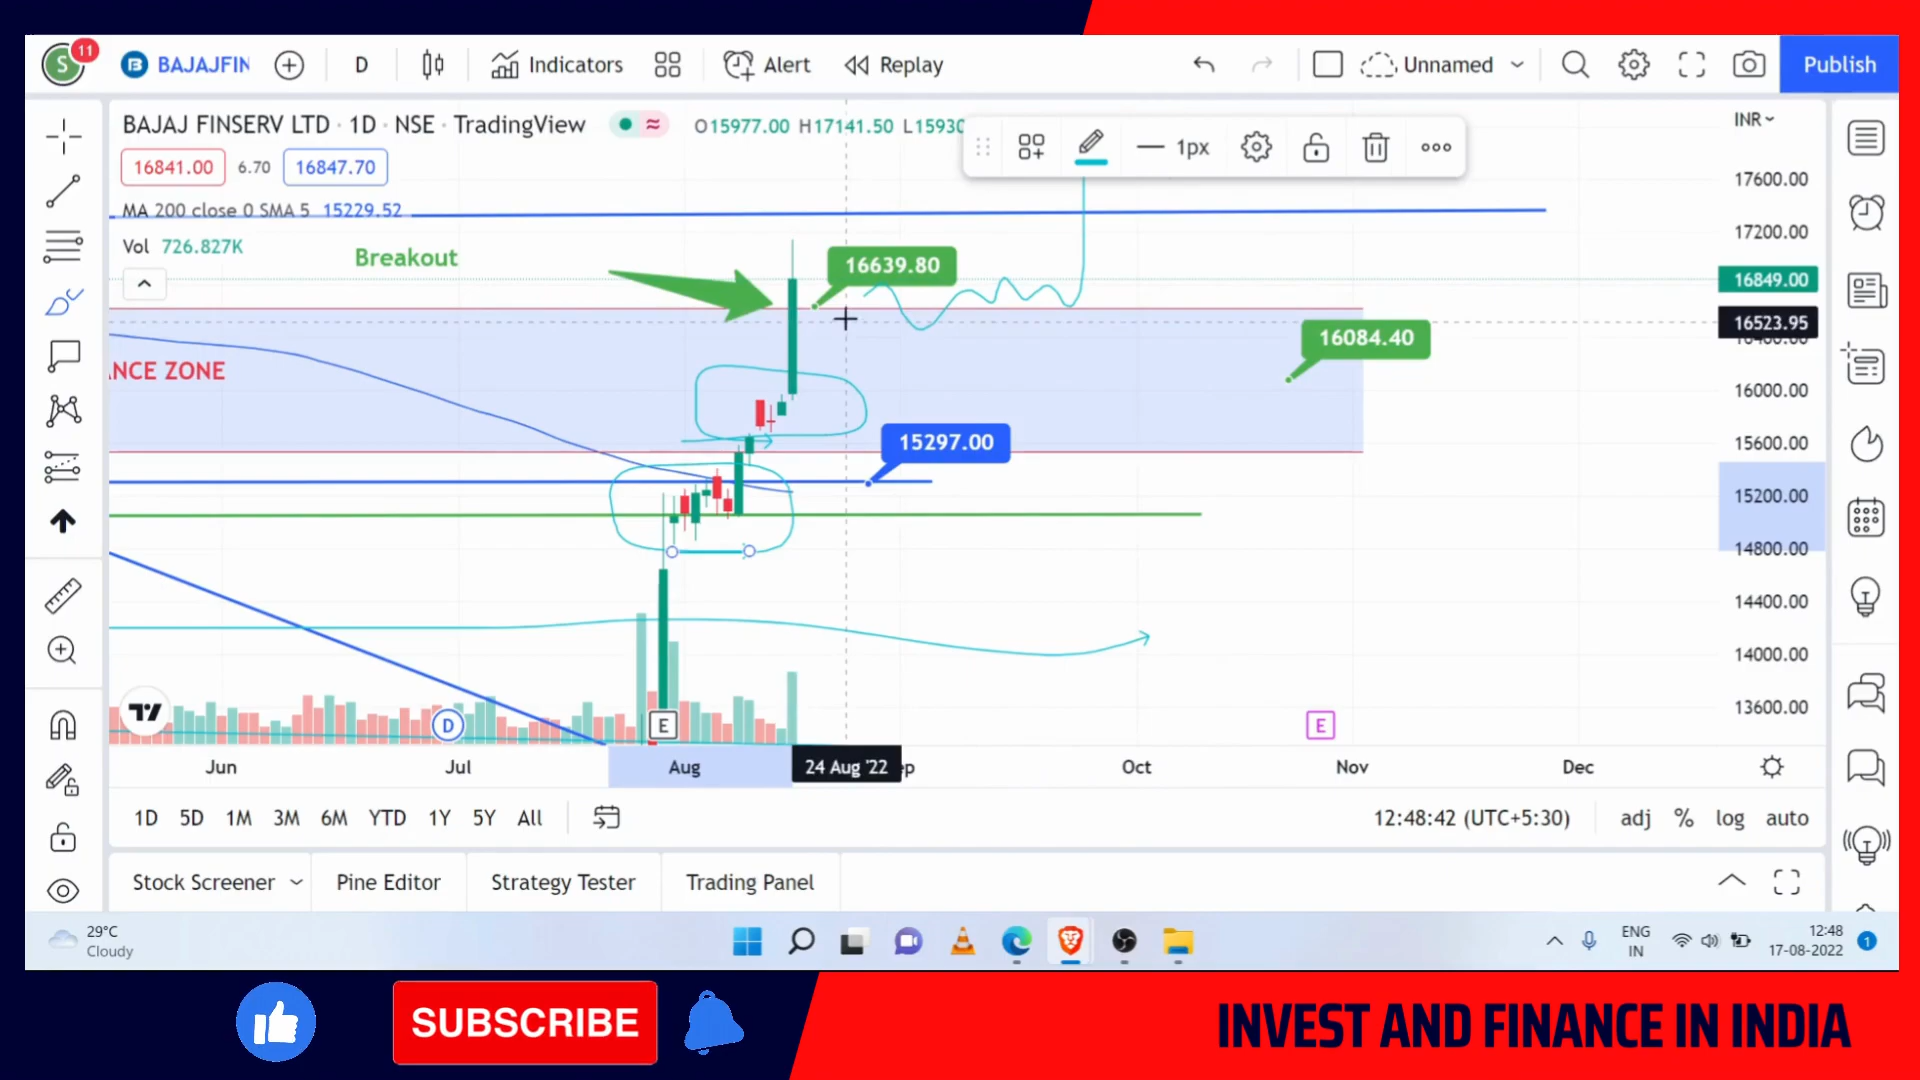 S
11
BAJAJFIN
D
Indicators
Alert
Replay
Unnamed
Publish
BAJAJ FINSERV LTD · 1D · NSE · TradingView
O15977.00 H17141.50 L15930
1px
INR
16841.00
6.70
16847.70
17600.00
MA 200 close 0 SMA 5 15229.52
17200.00
Vol 726.827K
Breakout
16639.80
16849.00
16523.95
16400.00
16084.40
NCE ZONE
16000.00
15297.00
15600.00
15200.00
14800.00
14400.00
14000.00
13600.00
D
E
E
Jun
Jul
Aug
24 Aug '22
ep
Oct
Nov
Dec
1D 5D 1M 3M 6M YTD 1Y 5Y All
12:48:42 (UTC+5:30)
adj % log auto
Stock Screener
Pine Editor
Strategy Tester
Trading Panel
29°C
Cloudy
ENG
IN
12:48
17-08-2022
1
SUBSCRIBE
INVEST AND FINANCE IN INDIA